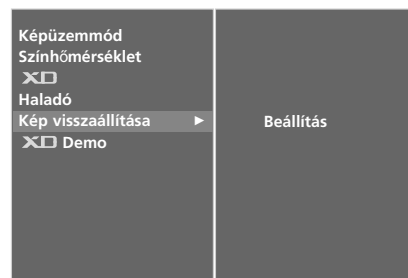 Képüzemmód
Színhőmérséklet
XD
Haladó
Kép visszaállítása ►
XD Demo
Beállítás